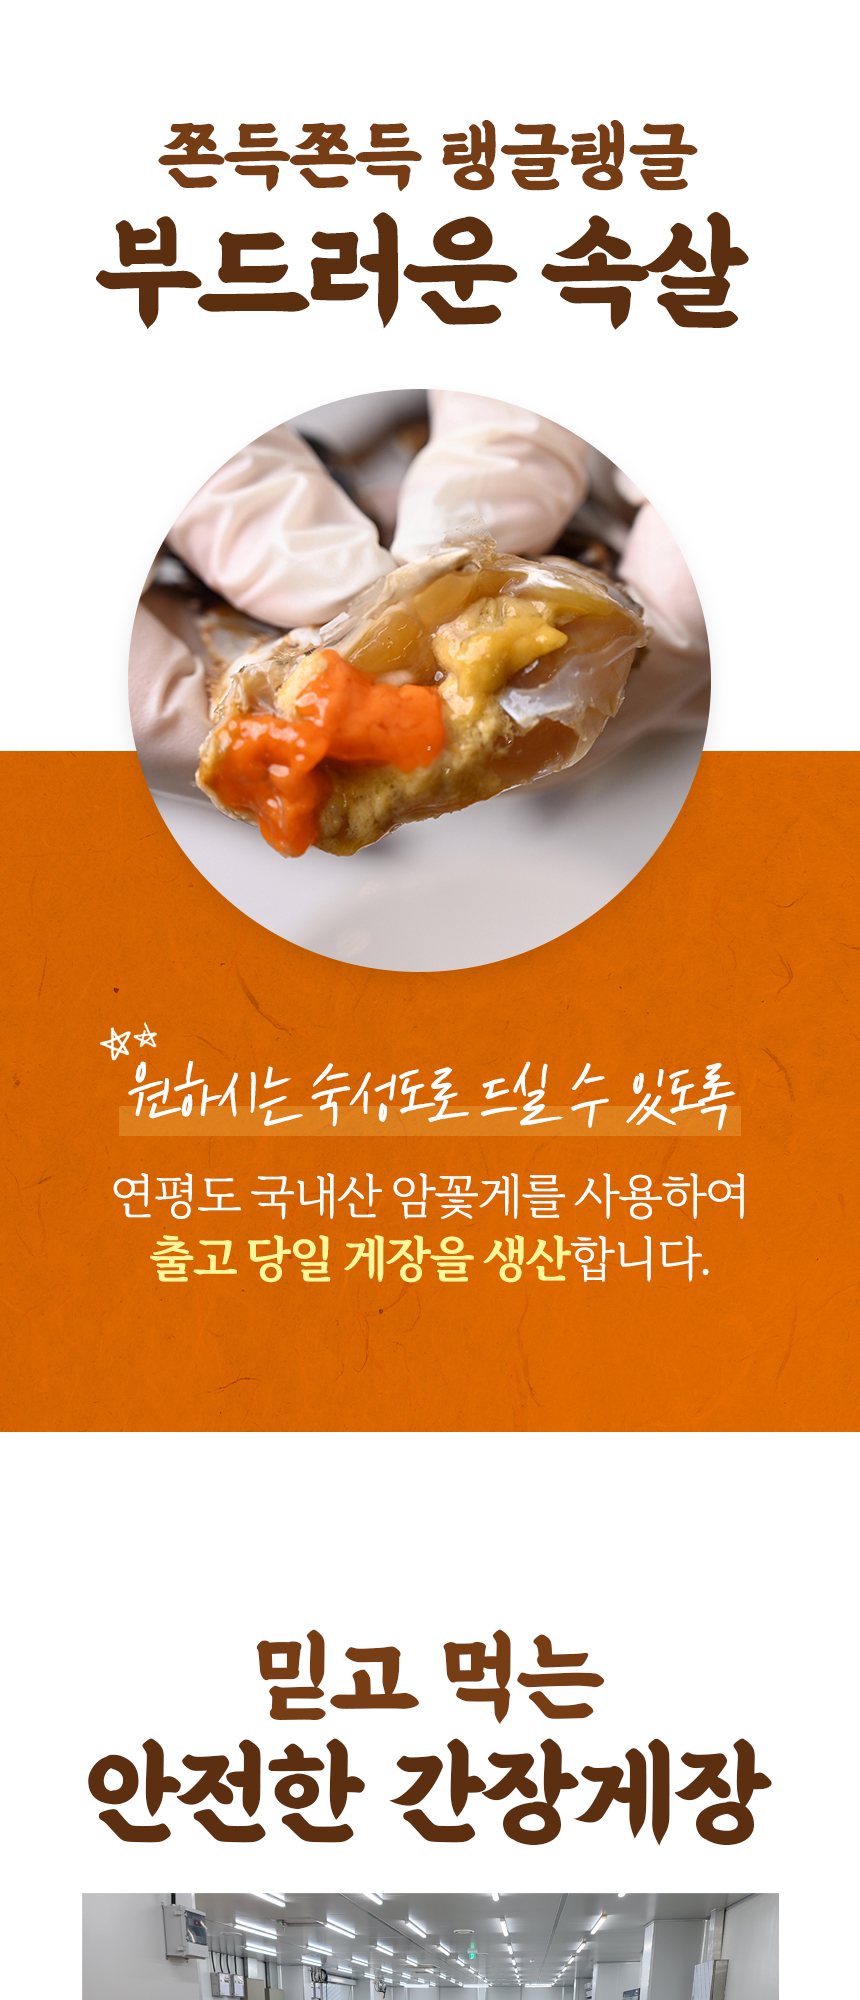 쫀득쫀득 탱글탱글
부드러운 속살
원하시는 숙성도로 드실 수 있도록
연평도 국내산 암꽃게를 사용하여
출고 당일 게장을 생산합니다.
믿고 먹는
안전한 간장게장